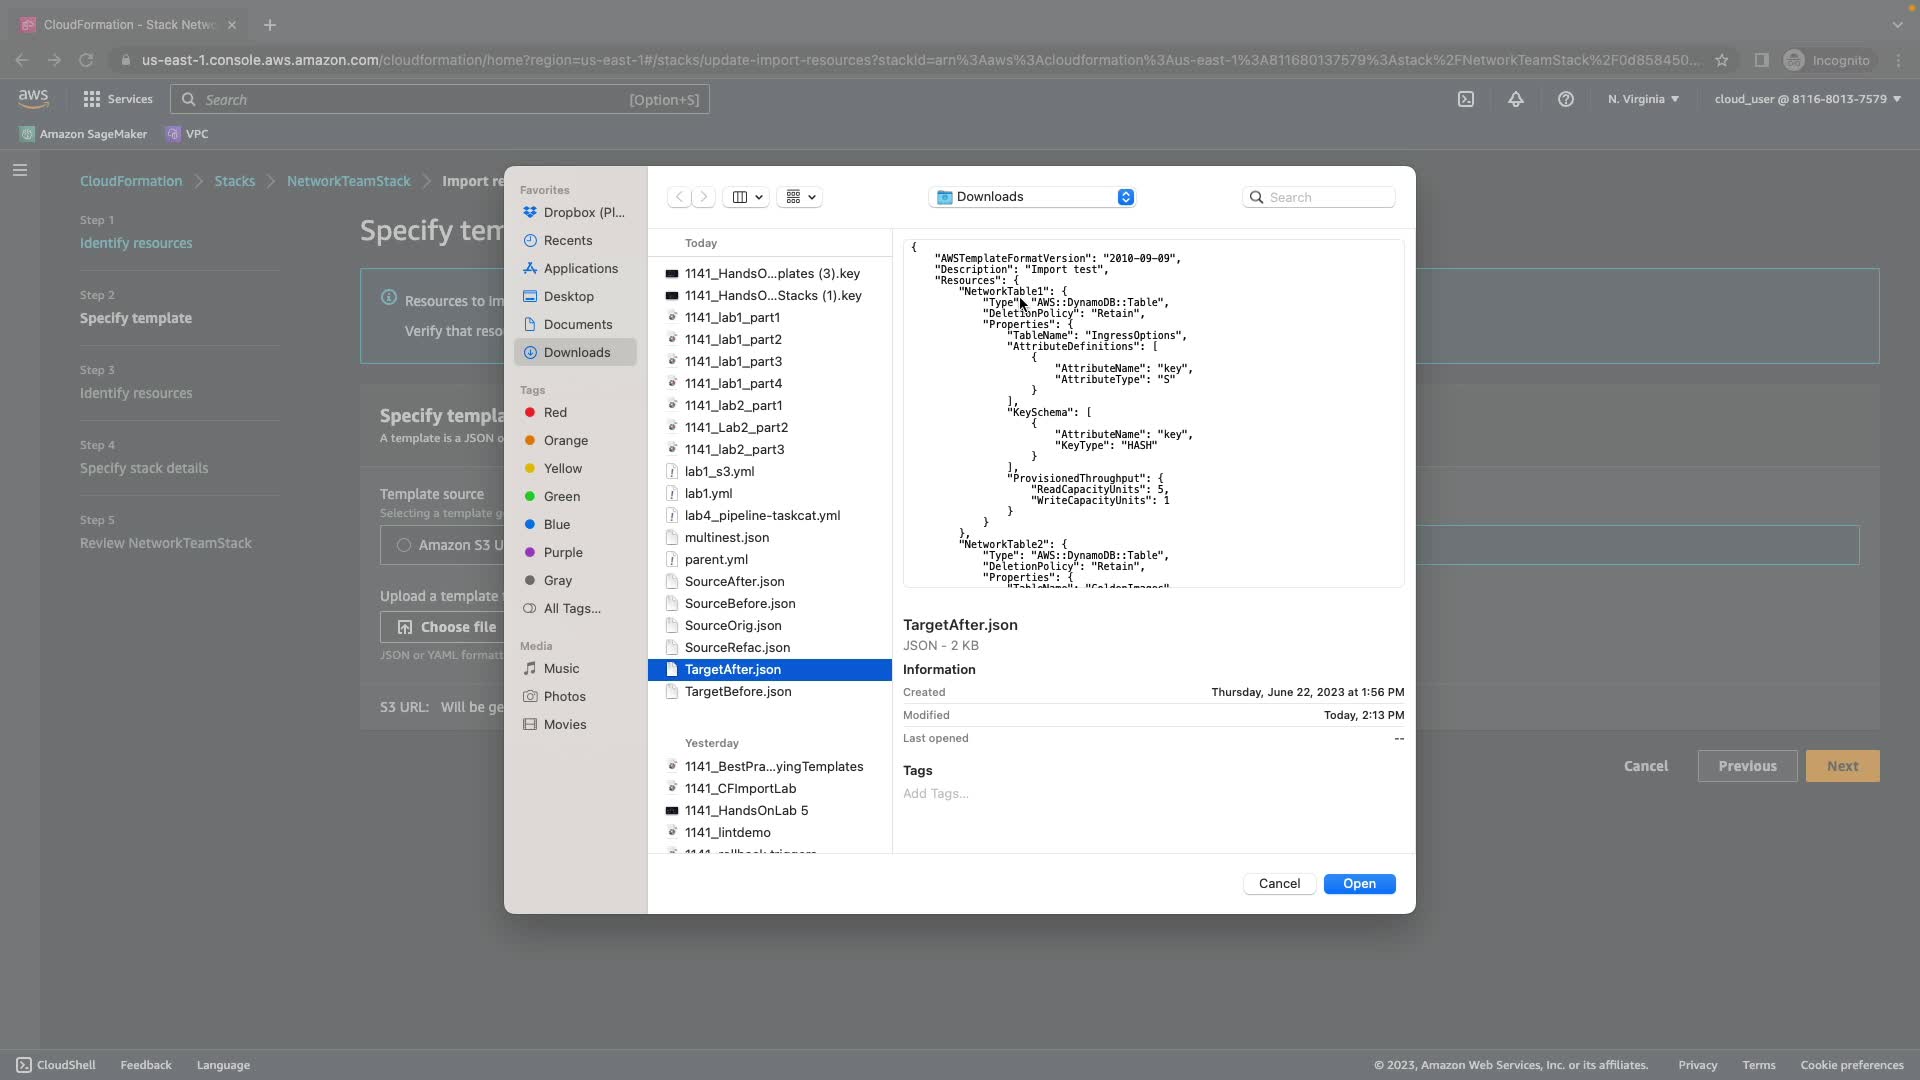 CloudFormation - Stack Netwo
us-east-1.console.aws.amazon.com/cloudformation/home?region=us-east-1#/stacks/update-import-resources?stackId=arn%3Aaws%3Acloudformation%3Aus-east-1%3A811680137579%3Astack%2FNetworkTeamStack%2F0d858450...
Incognito
aws
Services
Search
[Option+S]
N. Virginia
cloud_user @ 8116-8013-7579
Amazon SageMaker
VPC
CloudFormation
Stacks
NetworkTeamStack
Import re
Step 1
Identify resources
Step 2
Specify template
Step 3
Identify resources
Step 4
Specify stack details
Step 5
Review NetworkTeamStack
Specify tem
Resources to im
Verify that reso
Specify templa
A template is a JSON o
Template source
Selecting a template g
Amazon S3 U
Upload a template
Choose file
JSON or YAML formatt
S3 URL: Will be ge
Cancel
Previous
Next
Favorites
Dropbox (Pl...
Recents
Applications
Desktop
Documents
Downloads
Tags
Red
Orange
Yellow
Green
Blue
Purple
Gray
All Tags...
Media
Music
Photos
Movies
Downloads
Search
Today
1141_HandsO...plates (3).key
1141_HandsO...Stacks (1).key
1141_lab1_part1
1141_lab1_part2
1141_lab1_part3
1141_lab1_part4
1141_lab2_part1
1141_Lab2_part2
1141_lab2_part3
lab1_s3.yml
lab1.yml
lab4_pipeline-taskcat.yml
multinest.json
parent.yml
SourceAfter.json
SourceBefore.json
SourceOrig.json
SourceRefac.json
TargetAfter.json
TargetBefore.json
Yesterday
1141_BestPra...yingTemplates
1141_CFImportLab
1141_HandsOnLab 5
1141_lintdemo
{
"AWSTemplateFormatVersion": "2010-09-09",
"Description": "Import test",
"Resources": {
"NetworkTable1": {
"Type": "AWS::DynamoDB::Table",
"DeletionPolicy": "Retain",
"Properties": {
"TableName": "IngressOptions",
"AttributeDefinitions": [
{
"AttributeName": "key",
"AttributeType": "S"
}
],
"KeySchema": [
{
"AttributeName": "key",
"KeyType": "HASH"
}
],
"ProvisionedThroughput": {
"ReadCapacityUnits": 5,
"WriteCapacityUnits": 1
}
}
},
"NetworkTable2": {
"Type": "AWS::DynamoDB::Table",
"DeletionPolicy": "Retain",
"Properties": {
TargetAfter.json
JSON - 2 KB
Information
Created
Thursday, June 22, 2023 at 1:56 PM
Modified
Today, 2:13 PM
Last opened
--
Tags
Add Tags...
Cancel
Open
CloudShell
Feedback
Language
© 2023, Amazon Web Services, Inc. or its affiliates.
Privacy
Terms
Cookie preferences